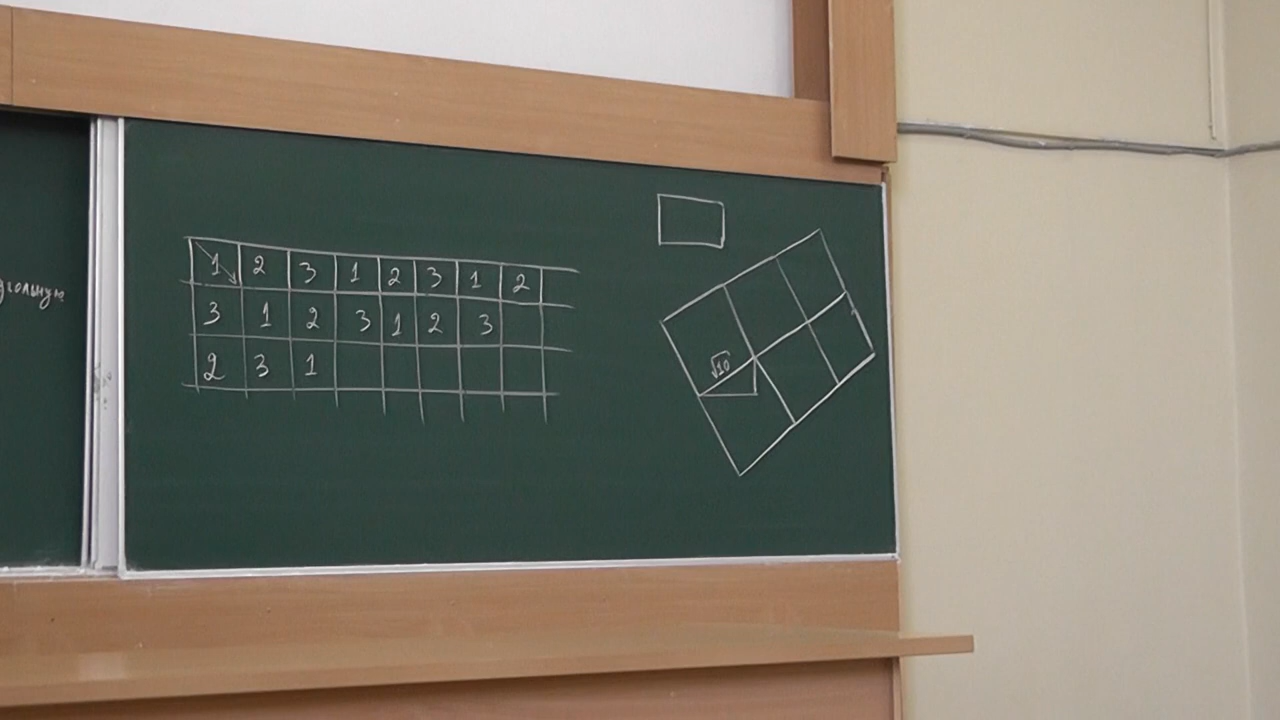 1 2 3 1 2 3 1 2
3 1 2 3 1 2 3
2 3 1
√10